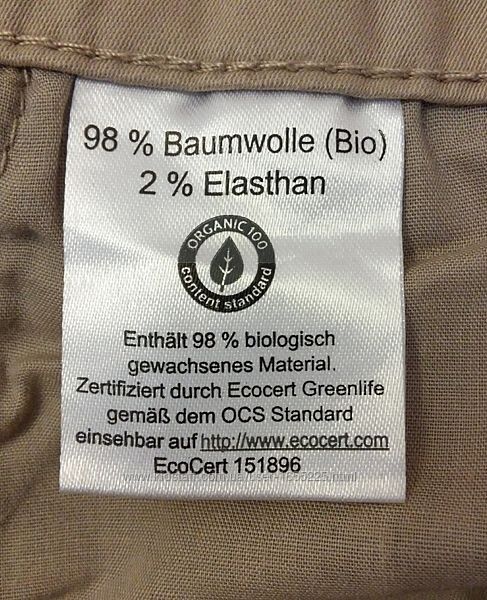 98 % Baumwolle (Bio)
2 % Elasthan
ORGANIC 100
content standard
Enthält 98 % biologisch
gewachsenes Material.
Zertifiziert durch Ecocert Greenlife
gemäß dem OCS Standard
einsehbar auf http://www.ecocert.com
EcoCert 151896